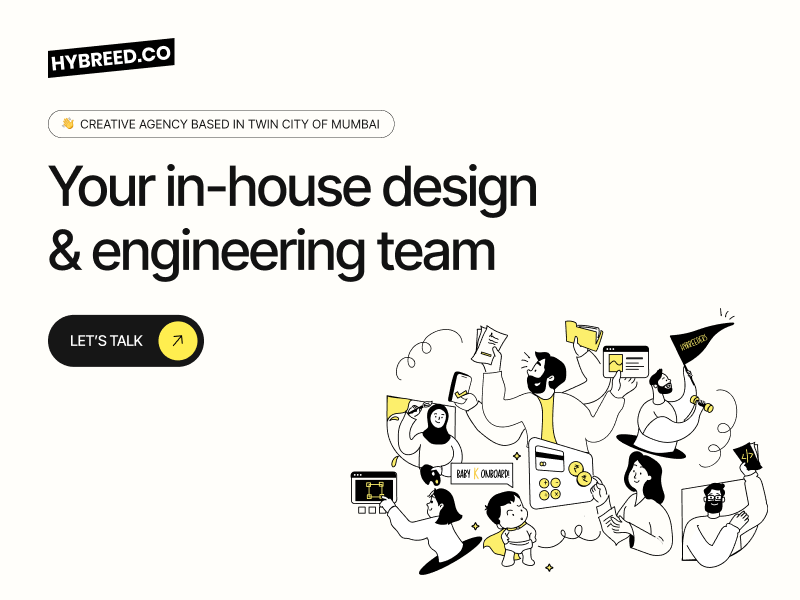 HYBREED.CO
👋 CREATIVE AGENCY BASED IN TWIN CITY OF MUMBAI
Your in-house design
& engineering team
LET'S TALK
HYBREEDERS
</>
BABY K ONBOARD!